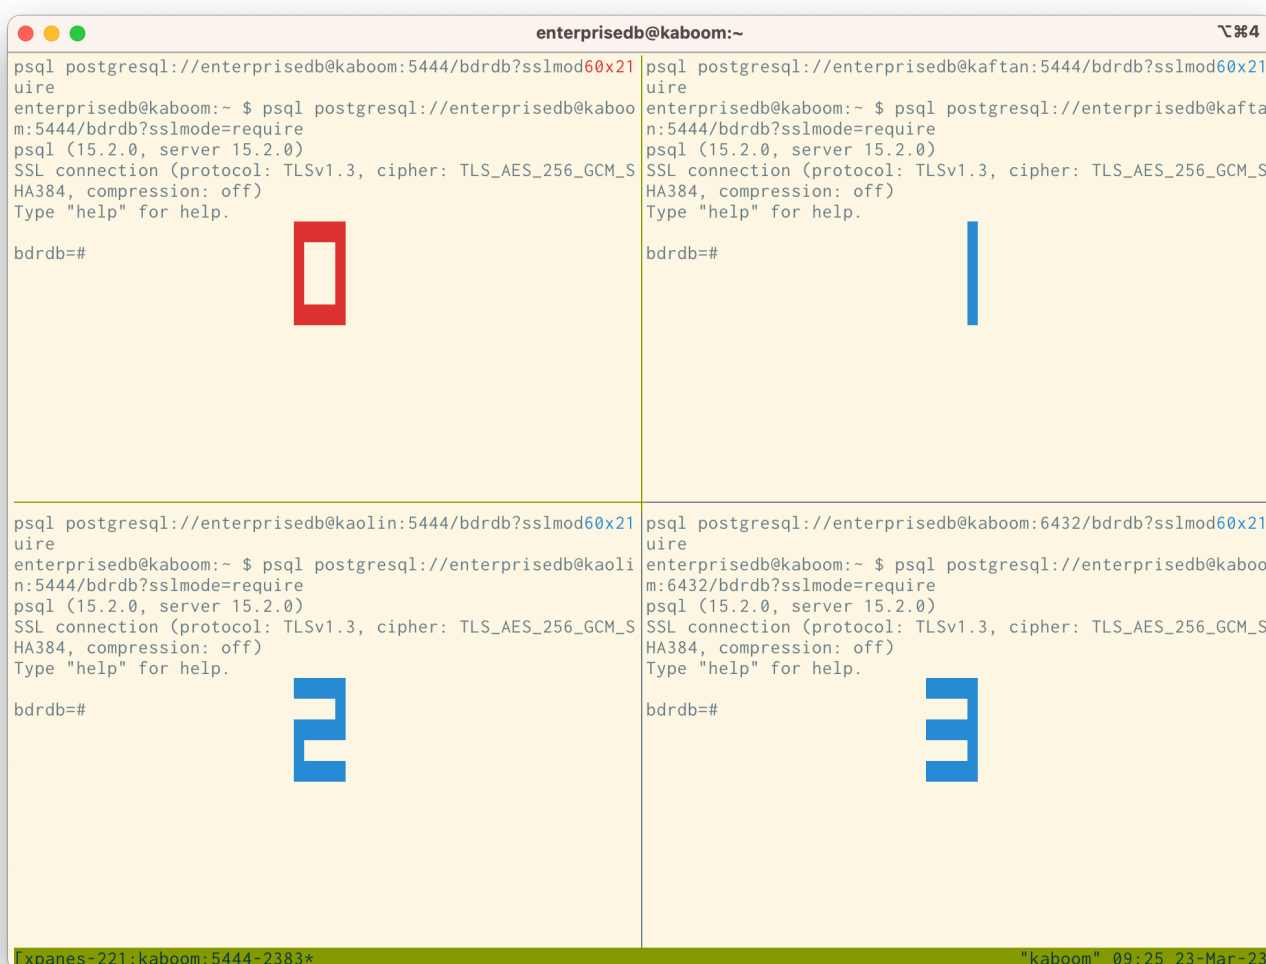 enterprisedb@kaboom:~
⌥⌘4
psql postgresql://enterprisedb@kaboom:5444/bdrdb?sslmod60x21
uire
enterprisedb@kaboom:~ $ psql postgresql://enterprisedb@kaboo
m:5444/bdrdb?sslmode=require
psql (15.2.0, server 15.2.0)
SSL connection (protocol: TLSv1.3, cipher: TLS_AES_256_GCM_S
HA384, compression: off)
Type "help" for help.
bdrdb=#
0
psql postgresql://enterprisedb@kaftan:5444/bdrdb?sslmod60x21
uire
enterprisedb@kaboom:~ $ psql postgresql://enterprisedb@kafta
n:5444/bdrdb?sslmode=require
psql (15.2.0, server 15.2.0)
SSL connection (protocol: TLSv1.3, cipher: TLS_AES_256_GCM_S
HA384, compression: off)
Type "help" for help.
bdrdb=#
1
psql postgresql://enterprisedb@kaolin:5444/bdrdb?sslmod60x21
uire
enterprisedb@kaboom:~ $ psql postgresql://enterprisedb@kaoli
n:5444/bdrdb?sslmode=require
psql (15.2.0, server 15.2.0)
SSL connection (protocol: TLSv1.3, cipher: TLS_AES_256_GCM_S
HA384, compression: off)
Type "help" for help.
bdrdb=#
2
psql postgresql://enterprisedb@kaboom:6432/bdrdb?sslmod60x21
uire
enterprisedb@kaboom:~ $ psql postgresql://enterprisedb@kaboo
m:6432/bdrdb?sslmode=require
psql (15.2.0, server 15.2.0)
SSL connection (protocol: TLSv1.3, cipher: TLS_AES_256_GCM_S
HA384, compression: off)
Type "help" for help.
bdrdb=#
3
[xpanes-221:kaboom:5444-2383* "kaboom" 09:25 23-Mar-23